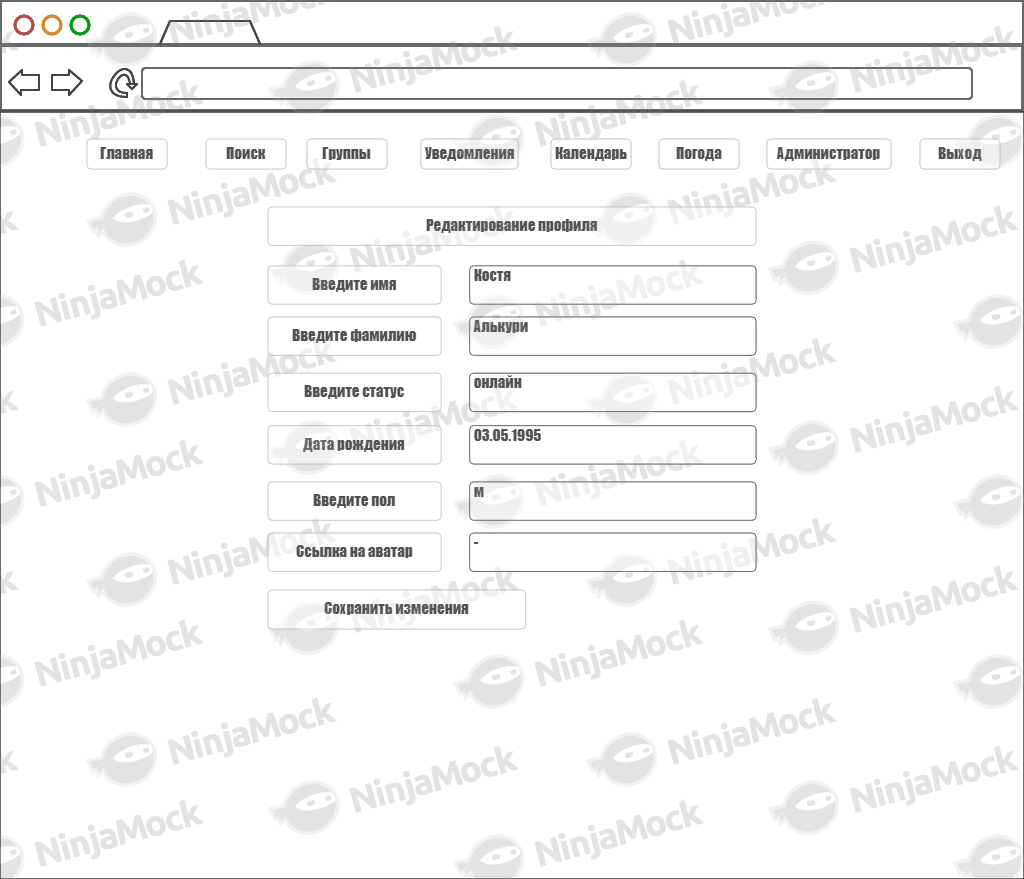 Главная Поиск Группы Уведомления Календарь Погода Администратор Выход
Редактирование профиля
Введите имя Костя
Введите фамилию Алькури
Введите статус онлайн
Дата рождения 03.05.1995
Введите пол м
Ссылка на аватар -
Сохранить изменения
NinjaMock